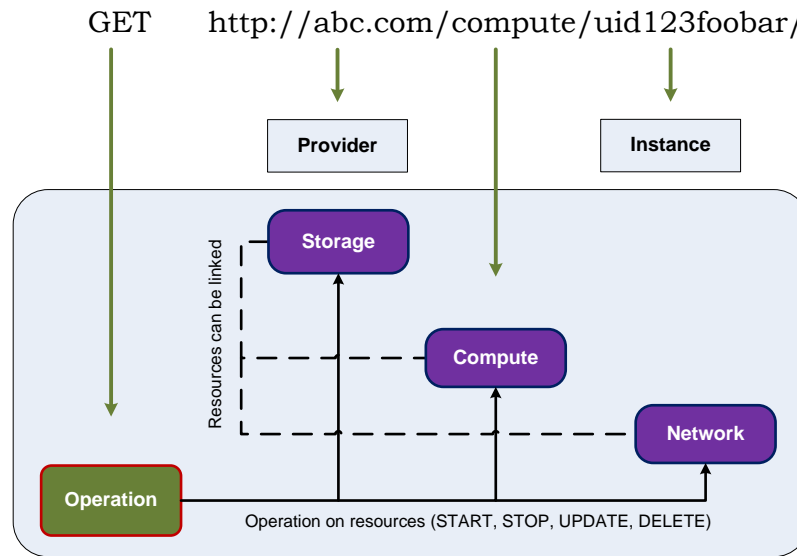 GET http://abc.com/compute/uid123foobar/
Provider
Instance
Storage
Resources can be linked
Compute
Network
Operation
Operation on resources (START, STOP, UPDATE, DELETE)